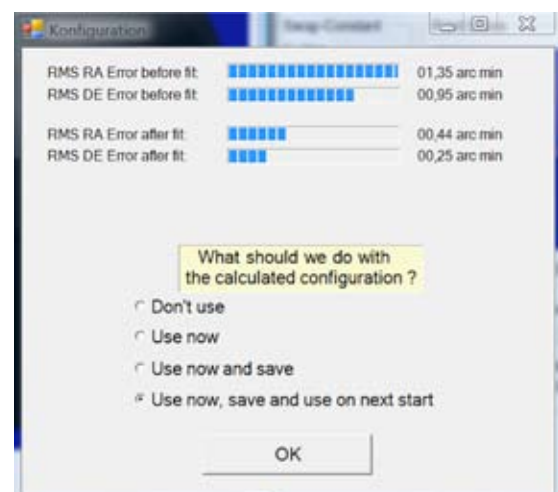 Konfiguration
RMS RA Error before fit: 01,35 arc min
RMS DE Error before fit: 00,95 arc min
RMS RA Error after fit: 00,44 arc min
RMS DE Error after fit: 00,25 arc min
What should we do with
the calculated configuration ?
Don't use
Use now
Use now and save
Use now, save and use on next start
OK